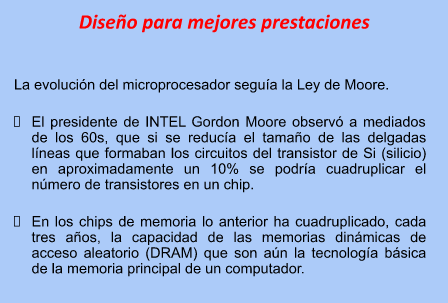 Diseño para mejores prestaciones
La evolución del microprocesador seguía la Ley de Moore.
▯ El presidente de INTEL Gordon Moore observó a mediados
de los 60s, que si se reducía el tamaño de las delgadas
líneas que formaban los circuitos del transistor de Si (silicio)
en aproximadamente un 10% se podría cuadruplicar el
número de transistores en un chip.
▯ En los chips de memoria lo anterior ha cuadruplicado, cada
tres años, la capacidad de las memorias dinámicas de
acceso aleatorio (DRAM) que son aún la tecnología básica
de la memoria principal de un computador.